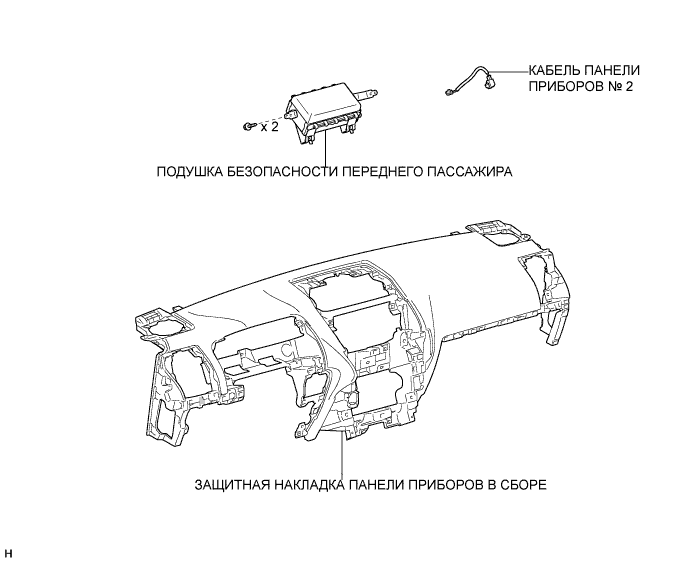 КАБЕЛЬ ПАНЕЛИ
ПРИБОРОВ № 2
x 2
ПОДУШКА БЕЗОПАСНОСТИ ПЕРЕДНЕГО ПАССАЖИРА
ЗАЩИТНАЯ НАКЛАДКА ПАНЕЛИ ПРИБОРОВ В СБОРЕ
H